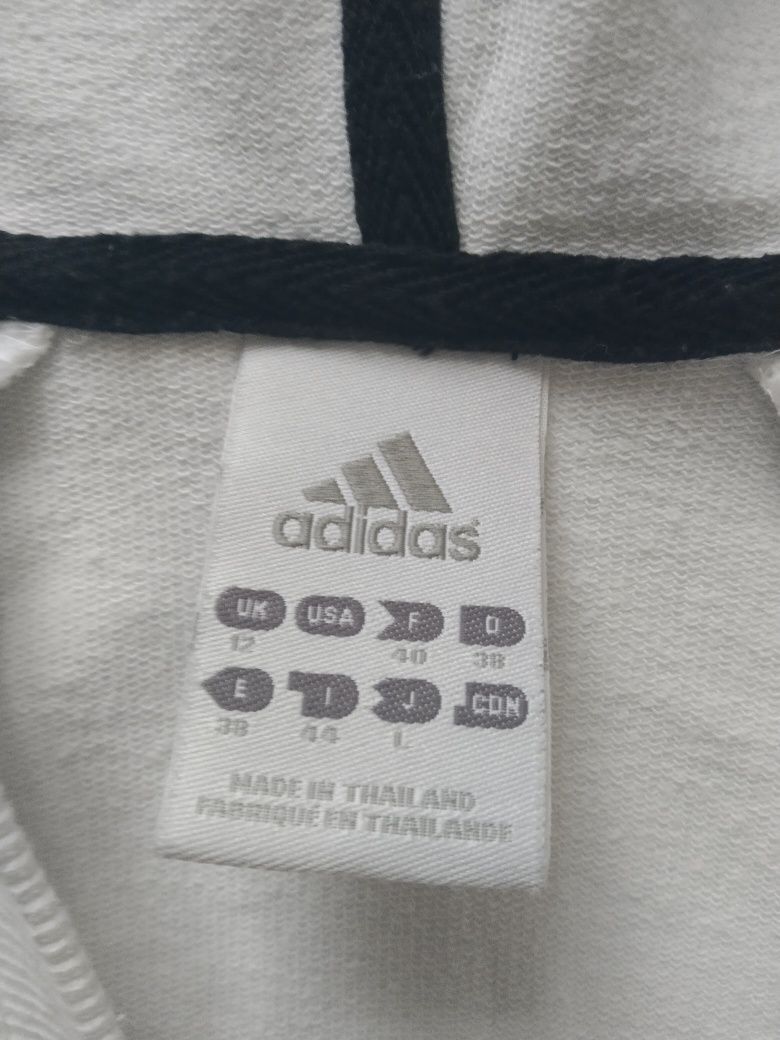 adidas
UK USA F D
12 40 38
E I J CDN
38 44 L
MADE IN THAILAND
FABRIQUÉ EN THAILANDE